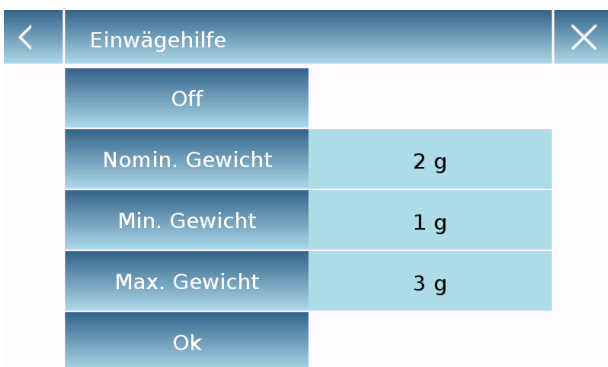 Einwägehilfe
Off
Nomin. Gewicht 2 g
Min. Gewicht 1 g
Max. Gewicht 3 g
Ok